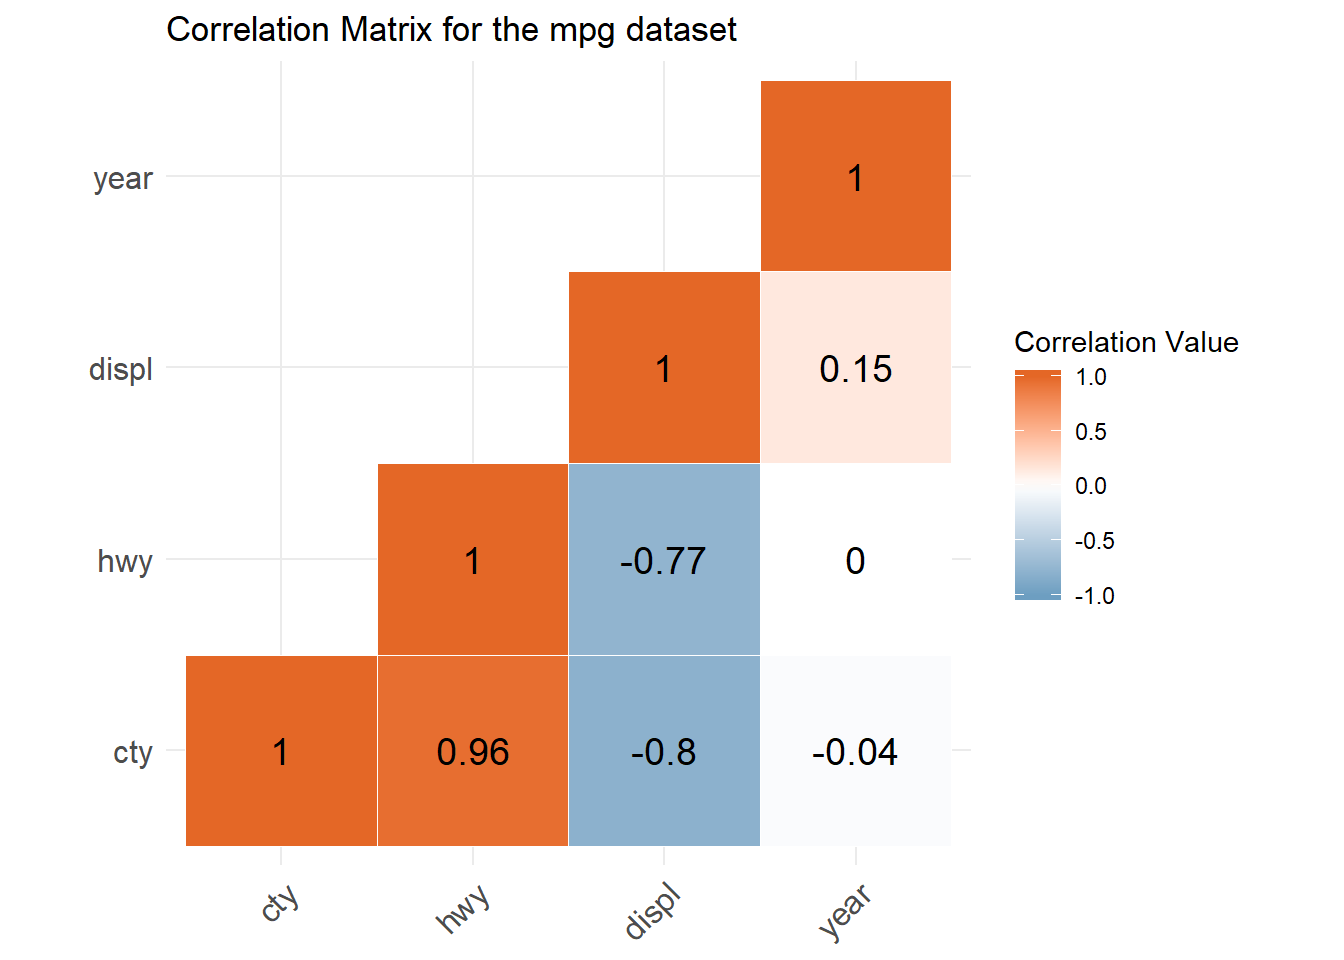 Correlation Matrix for the mpg dataset
year
1
displ
1
0.15
hwy
1
-0.77
0
cty
1
0.96
-0.8
-0.04
cty
hwy
displ
year
Correlation Value
1.0
0.5
0.0
-0.5
-1.0